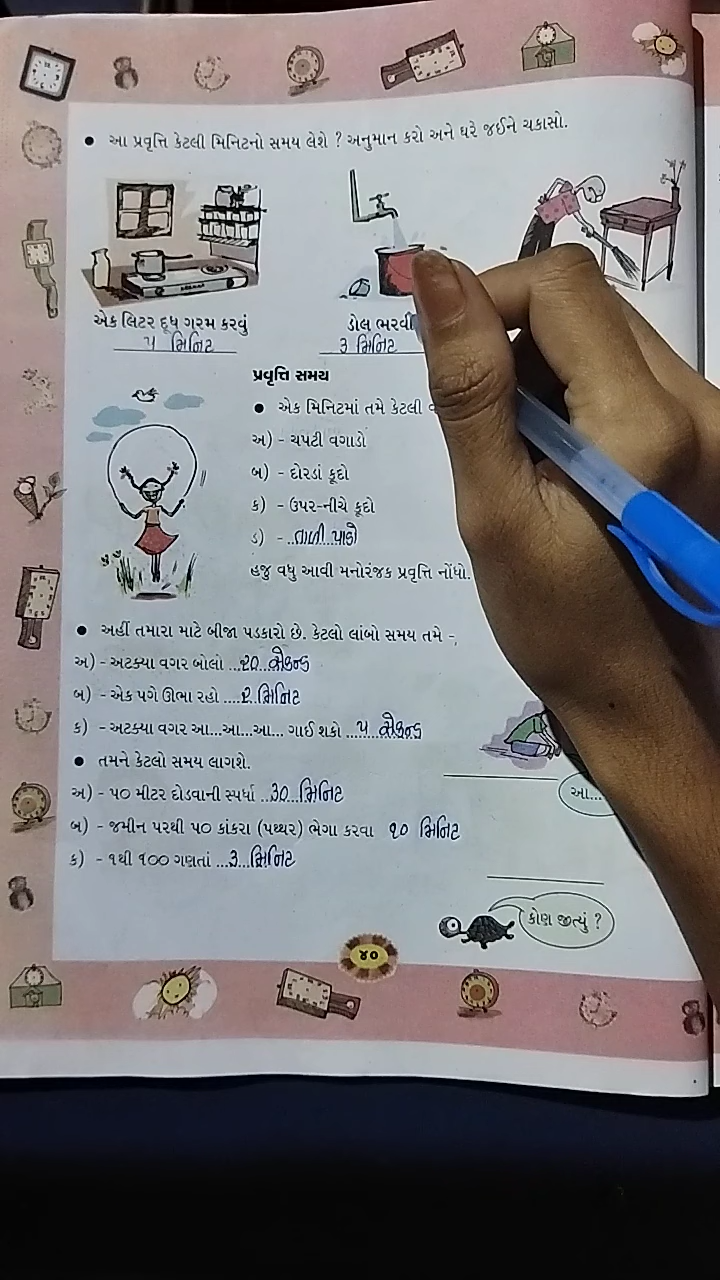 ● આ પ્રવૃત્તિ કેટલી મિનિટનો સમય લેશે ? અનુમાન કરો અને ઘરે જઈને ચકાસો.
એક લિટર દૂધ ગરમ કરવું
૫ મિનિટ
ડોલ ભરવી
૩ મિનિટ
પ્રવૃત્તિ સમય
● એક મિનિટમાં તમે કેટલી
અ) - ચપટી વગાડો
બ) - દોરડાં કૂદો
ક) - ઉપર-નીચે કૂદો
ડ) - ..તાળી..પાડો
હજુ વધુ આવી મનોરંજક પ્રવૃત્તિ નોંધો.
● અહીં તમારા માટે બીજા પડકારો છે. કેટલો લાંબો સમય તમે -
અ) - અટક્યા વગર બોલો ...૨૦...સેકન્ડ
બ) - એક પગે ઊભા રહો ....૨..મિનિટ
ક) - અટક્યા વગર આ...આ...આ... ગાઈ શકો ...૫...સેકન્ડ
● તમને કેટલો સમય લાગશે.
અ) - ૫૦ મીટર દોડવાની સ્પર્ધા ..૩૦...મિનિટ
આ...
બ) - જમીન પરથી ૫૦ કાંકરા (પથ્થર) ભેગા કરવા ૧૦ મિનિટ
ક) - ૧થી ૧૦૦ ગણતાં ...૩...મિનિટ
કોણ જીત્યું ?
૪૦